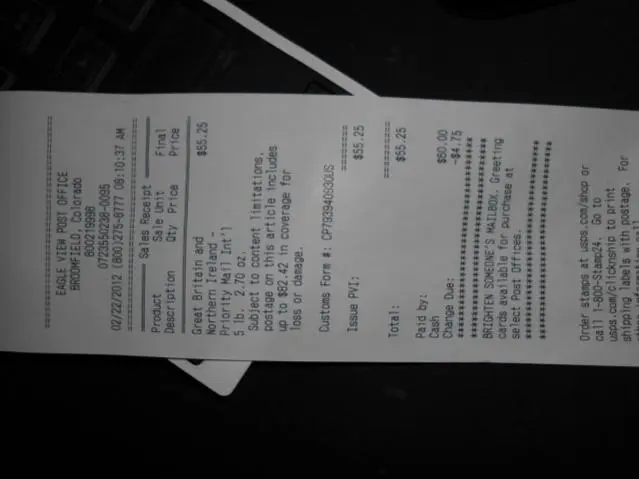 ====================================
EAGLE VIEW POST OFFICE
BROOMFIELD, Colorado
800219998
0723550238-0095
02/22/2012 (800)275-8777 08:10:37 AM
====================================
Sales Receipt
Product Sale Unit Final
Description Qty Price Price
Great Britain and $55.25
Northern Ireland -
Priority Mail Int'l
5 lb. 2.70 oz.
Subject to content limitations,
postage on this article includes
up to $82.42 in coverage for
loss or damage.
Customs Form #: CP793940930US
========
Issue PVI: $55.25
========
Total: $55.25
Paid by:
Cash $60.00
Change Due: -$4.75
BRIGHTEN SOMEONE'S MAILBOX. Greeting
cards available for purchase at
select Post Offices.
Order stamps at usps.com/shop or
call 1-800-Stamp24. Go to
usps.com/clicknship to print
shipping labels with postage. For